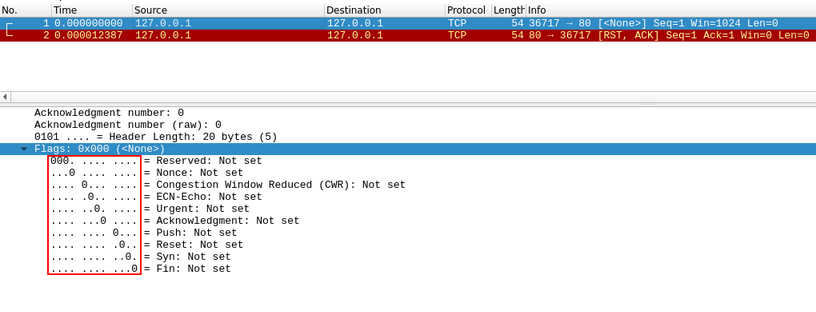 No. Time Source Destination Protocol Length Info
1 0.000000000 127.0.0.1 127.0.0.1 TCP 54 36717 → 80 [<None>] Seq=1 Win=1024 Len=0
2 0.000012387 127.0.0.1 127.0.0.1 TCP 54 80 → 36717 [RST, ACK] Seq=1 Ack=1 Win=0 Len=0
Acknowledgment number: 0
Acknowledgment number (raw): 0
0101 .... = Header Length: 20 bytes (5)
Flags: 0x000 (<None>)
000. .... .... = Reserved: Not set
...0 .... .... = Nonce: Not set
.... 0... .... = Congestion Window Reduced (CWR): Not set
.... .0.. .... = ECN-Echo: Not set
.... ..0. .... = Urgent: Not set
.... ...0 .... = Acknowledgment: Not set
.... .... 0... = Push: Not set
.... .... .0.. = Reset: Not set
.... .... ..0. = Syn: Not set
.... .... ...0 = Fin: Not set